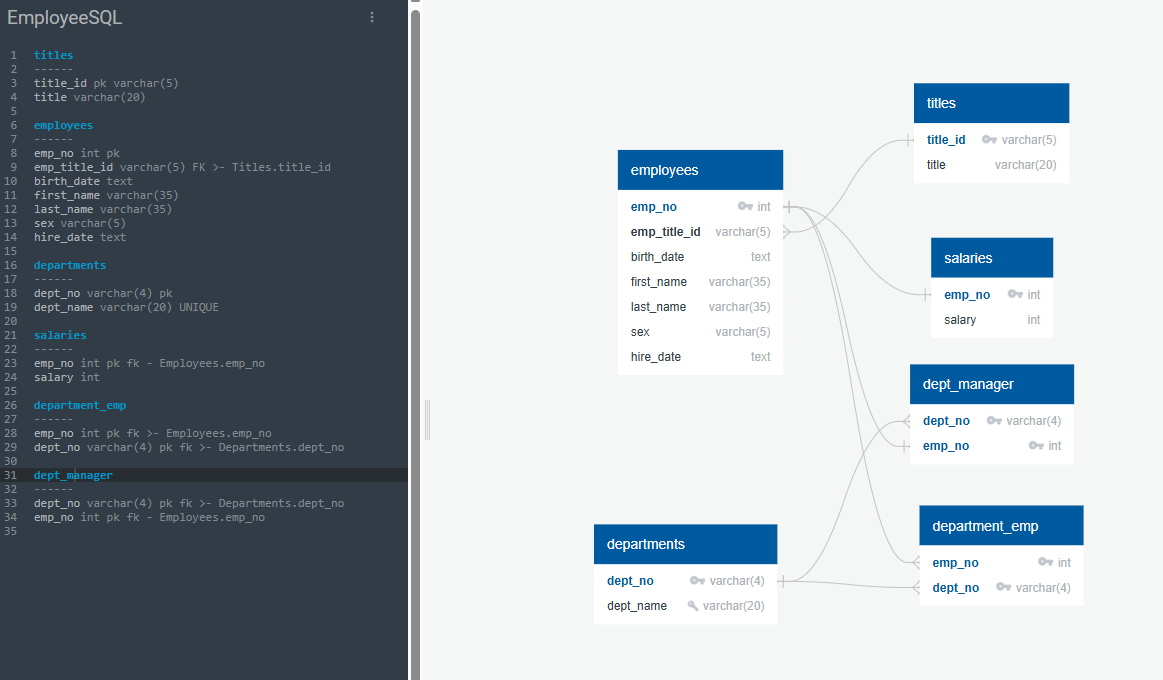 EmployeeSQL
1 titles
2 ------
3 title_id pk varchar(5)
4 title varchar(20)
5
6 employees
7 ------
8 emp_no int pk
9 emp_title_id varchar(5) FK >- Titles.title_id
10 birth_date text
11 first_name varchar(35)
12 last_name varchar(35)
13 sex varchar(5)
14 hire_date text
15
16 departments
17 ------
18 dept_no varchar(4) pk
19 dept_name varchar(20) UNIQUE
20
21 salaries
22 ------
23 emp_no int pk fk - Employees.emp_no
24 salary int
25
26 department_emp
27 ------
28 emp_no int pk fk >- Employees.emp_no
29 dept_no varchar(4) pk fk >- Departments.dept_no
30
31 dept_manager
32 ------
33 dept_no varchar(4) pk fk >- Departments.dept_no
34 emp_no int pk fk - Employees.emp_no
35
titles
title_id varchar(5)
title varchar(20)
employees
emp_no int
emp_title_id varchar(5)
birth_date text
first_name varchar(35)
last_name varchar(35)
sex varchar(5)
hire_date text
salaries
emp_no int
salary int
dept_manager
dept_no varchar(4)
emp_no int
departments
dept_no varchar(4)
dept_name varchar(20)
department_emp
emp_no int
dept_no varchar(4)